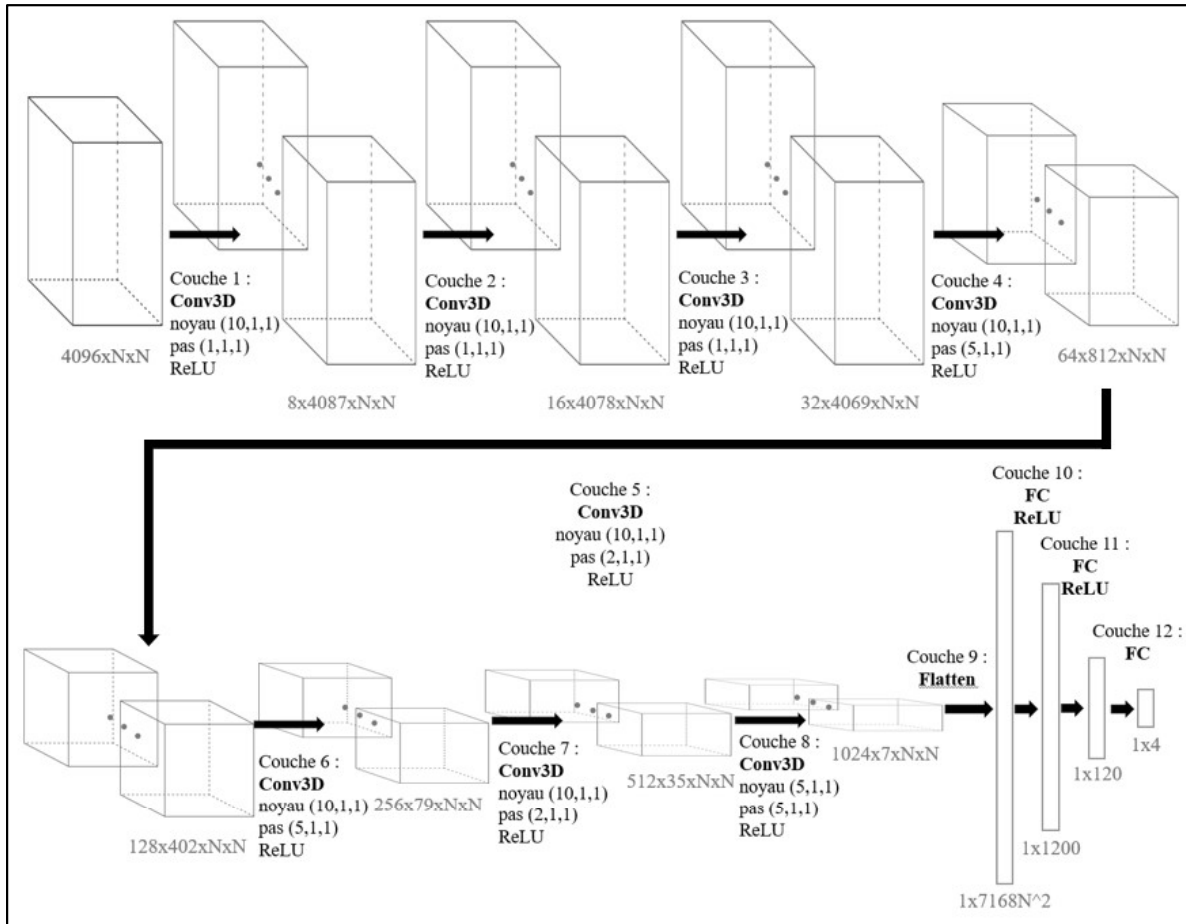 4096xNxN
Couche 1 :
Conv3D
noyau (10,1,1)
pas (1,1,1)
ReLU
8x4087xNxN
Couche 2 :
Conv3D
noyau (10,1,1)
pas (1,1,1)
ReLU
16x4078xNxN
Couche 3 :
Conv3D
noyau (10,1,1)
pas (1,1,1)
ReLU
32x4069xNxN
Couche 4 :
Conv3D
noyau (10,1,1)
pas (5,1,1)
ReLU
64x812xNxN
Couche 5 :
Conv3D
noyau (10,1,1)
pas (2,1,1)
ReLU
128x402xNxN
Couche 6 :
Conv3D
noyau (10,1,1)
pas (5,1,1)
ReLU
256x79xNxN
Couche 7 :
Conv3D
noyau (10,1,1)
pas (2,1,1)
ReLU
512x35xNxN
Couche 8 :
Conv3D
noyau (5,1,1)
pas (5,1,1)
ReLU
1024x7xNxN
Couche 9 :
Flatten
1x7168N^2
Couche 10 :
FC
ReLU
1x1200
Couche 11 :
FC
ReLU
1x120
Couche 12 :
FC
1x4